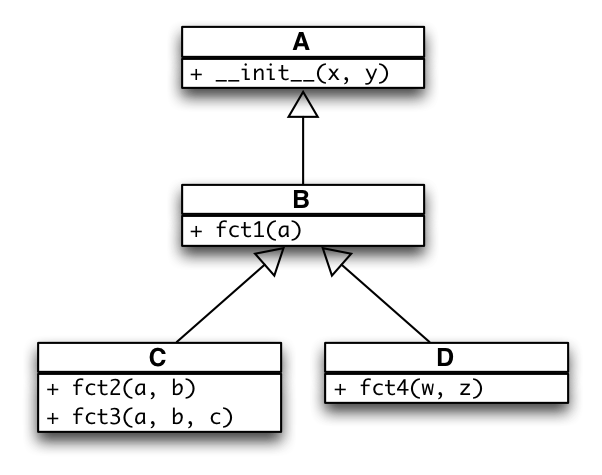 A
+ __init__(x, y)
B
+ fct1(a)
C
+ fct2(a, b)
+ fct3(a, b, c)
D
+ fct4(w, z)